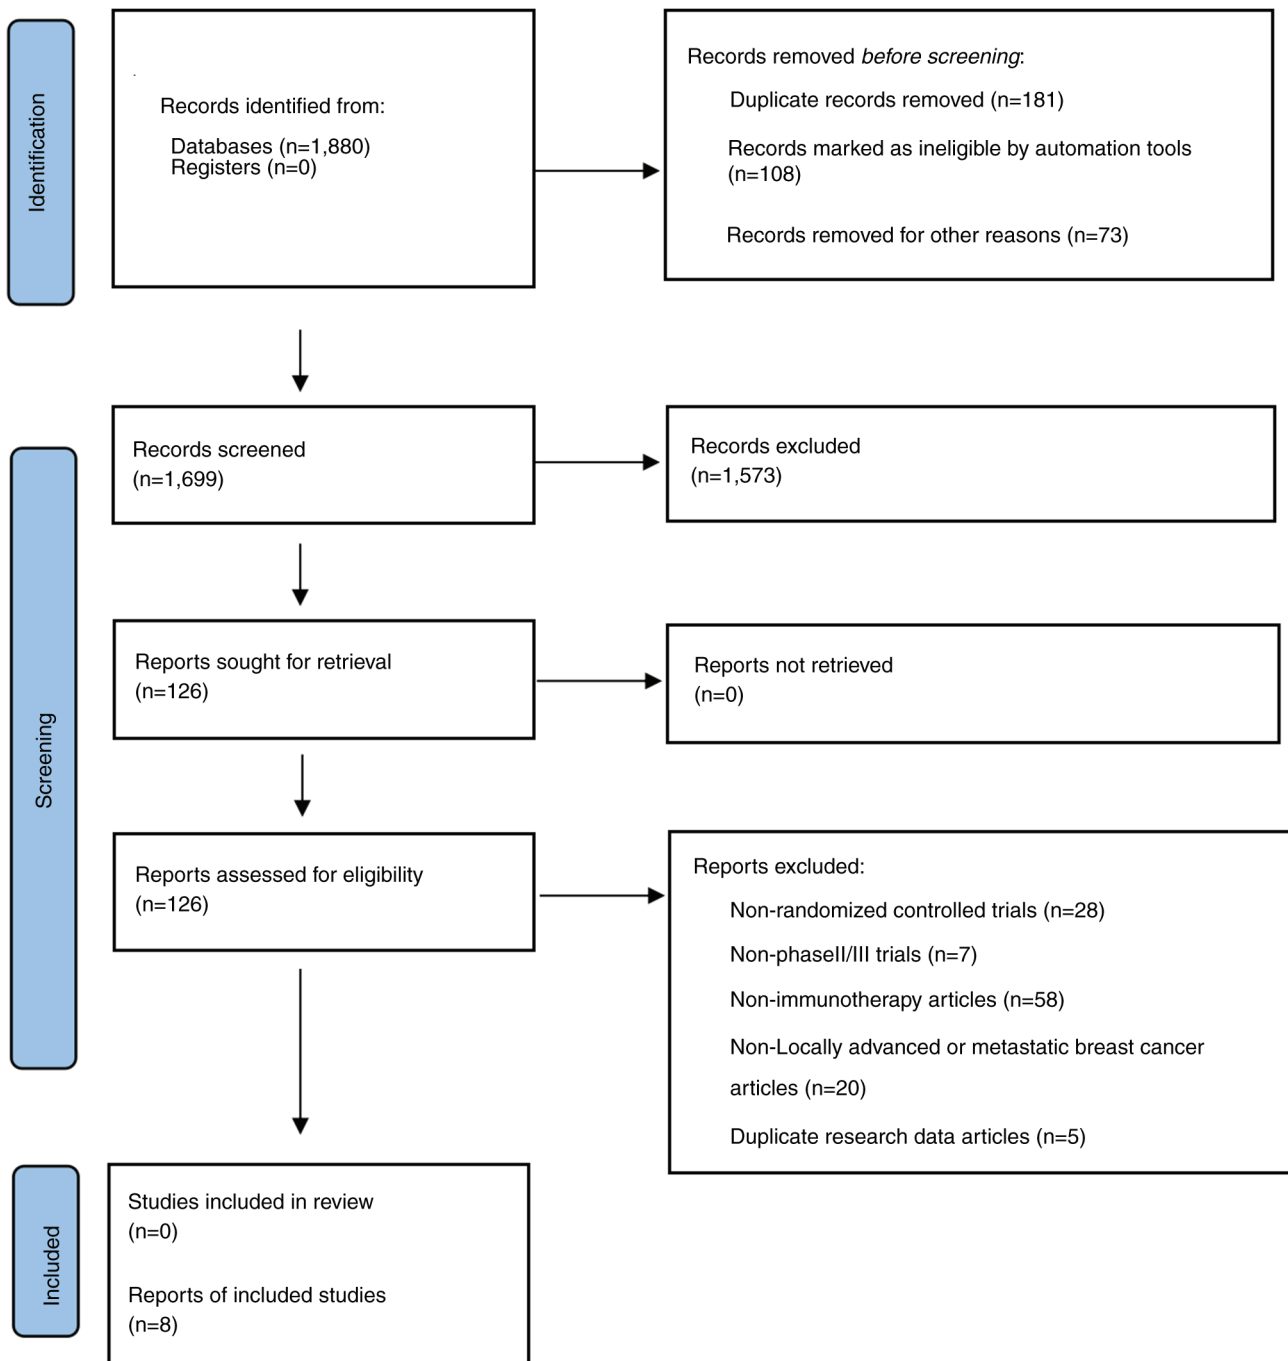 Identification
Records identified from:
Databases (n=1,880)
Registers (n=0)
Records removed before screening:
Duplicate records removed (n=181)
Records marked as ineligible by automation tools
(n=108)
Records removed for other reasons (n=73)
Screening
Records screened
(n=1,699)
Records excluded
(n=1,573)
Reports sought for retrieval
(n=126)
Reports not retrieved
(n=0)
Reports assessed for eligibility
(n=126)
Reports excluded:
Non-randomized controlled trials (n=28)
Non-phaseII/III trials (n=7)
Non-immunotherapy articles (n=58)
Non-Locally advanced or metastatic breast cancer
articles (n=20)
Duplicate research data articles (n=5)
Included
Studies included in review
(n=0)
Reports of included studies
(n=8)